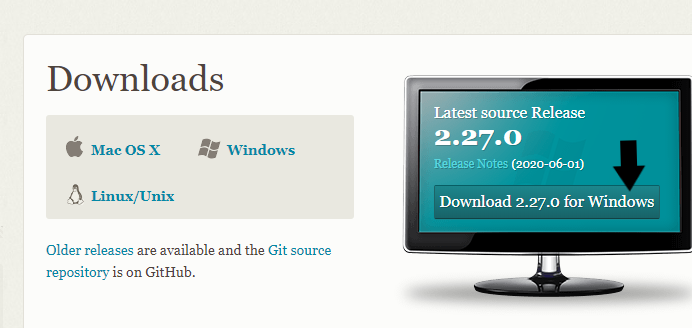 Downloads
Mac OS X
Windows
Linux/Unix
Older releases are available and the Git source
repository is on GitHub.
Latest source Release
2.27.0
Release Notes (2020-06-01)
Download 2.27.0 for Windows